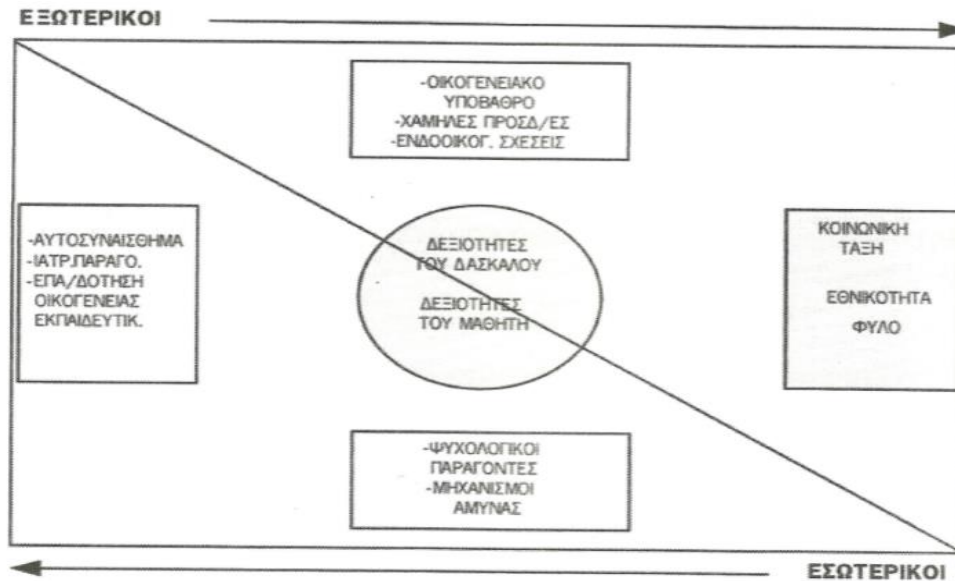 ΕΞΩΤΕΡΙΚΟΙ
-ΟΙΚΟΓΕΝΕΙΑΚΟ
ΥΠΟΒΑΘΡΟ
-ΧΑΜΗΛΕΣ ΠΡΟΣΔ/ΕΣ
-ΕΝΔΟΟΙΚΟΓ. ΣΧΕΣΕΙΣ
-ΑΥΤΟΣΥΝΑΙΣΘΗΜΑ
-ΙΑΤΡ.ΠΑΡΑΓΟ.
-ΕΠΑ/ΔΟΤΗΣΗ
ΟΙΚΟΓΕΝΕΙΑΣ
ΕΚΠΑΙΔΕΥΤΙΚ.
ΔΕΞΙΟΤΗΤΕΣ
ΤΟΥ ΔΑΣΚΑΛΟΥ
ΔΕΞΙΟΤΗΤΕΣ
ΤΟΥ ΜΑΘΗΤΗ
ΚΟΙΝΩΝΙΚΗ
ΤΑΞΗ
ΕΘΝΙΚΟΤΗΤΑ
ΦΥΛΟ
-ΨΥΧΟΛΟΓΙΚΟΙ
ΠΑΡΑΓΟΝΤΕΣ
-ΜΗΧΑΝΙΣΜΟΙ
ΑΜΥΝΑΣ
ΕΣΩΤΕΡΙΚΟΙ